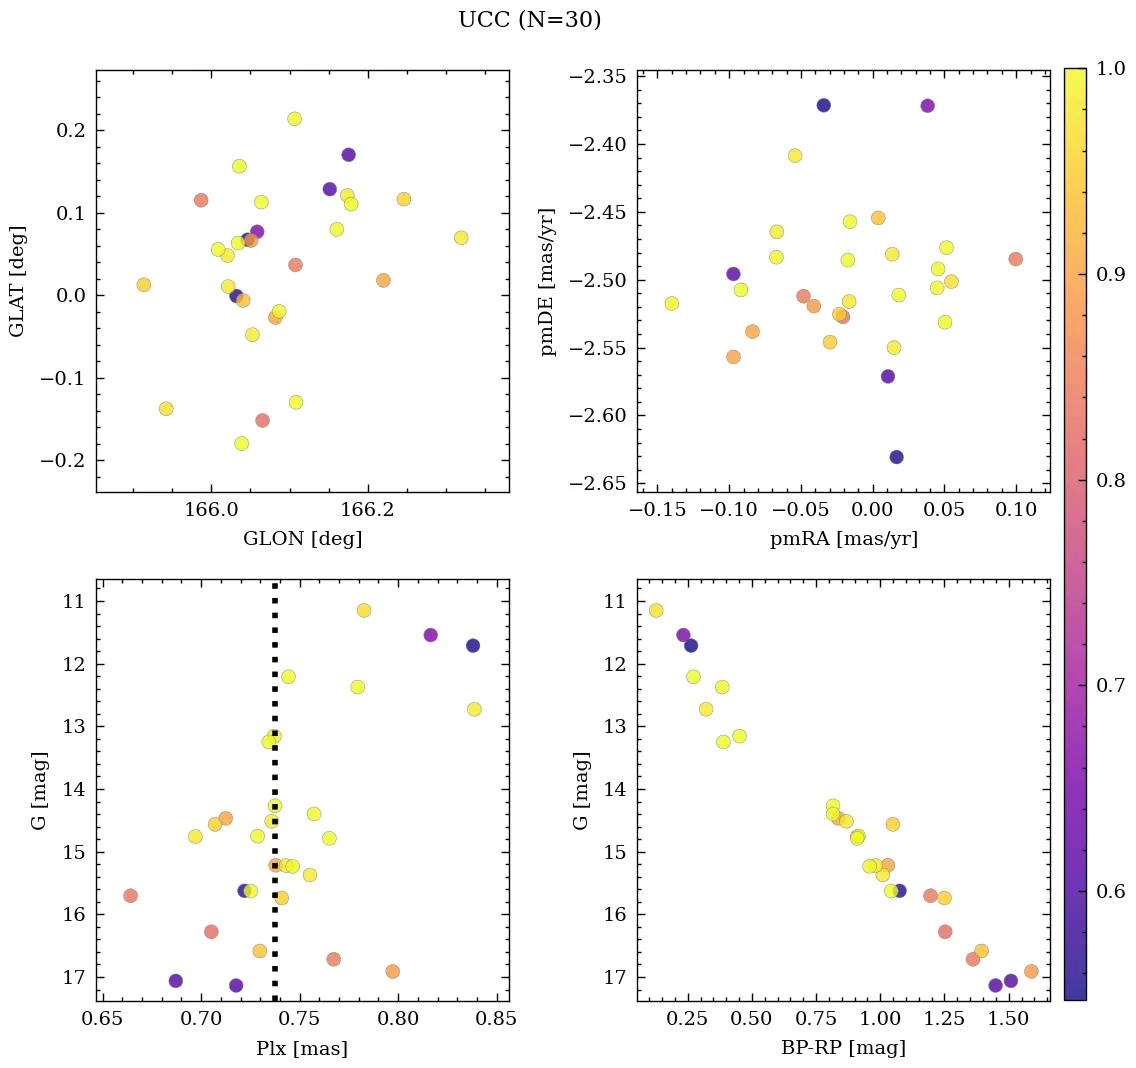 UCC (N=30)
0.2
0.1
0.0
−0.1
−0.2
GLAT [deg]
166.0 166.2
GLON [deg]
−2.35
−2.40
−2.45
−2.50
−2.55
−2.60
−2.65
pmDE [mas/yr]
−0.15 −0.10 −0.05 0.00 0.05 0.10
pmRA [mas/yr]
11
12
13
14
15
16
17
G [mag]
0.65 0.70 0.75 0.80 0.85
Plx [mas]
11
12
13
14
15
16
17
G [mag]
0.25 0.50 0.75 1.00 1.25 1.50
BP-RP [mag]
1.0
0.9
0.8
0.7
0.6